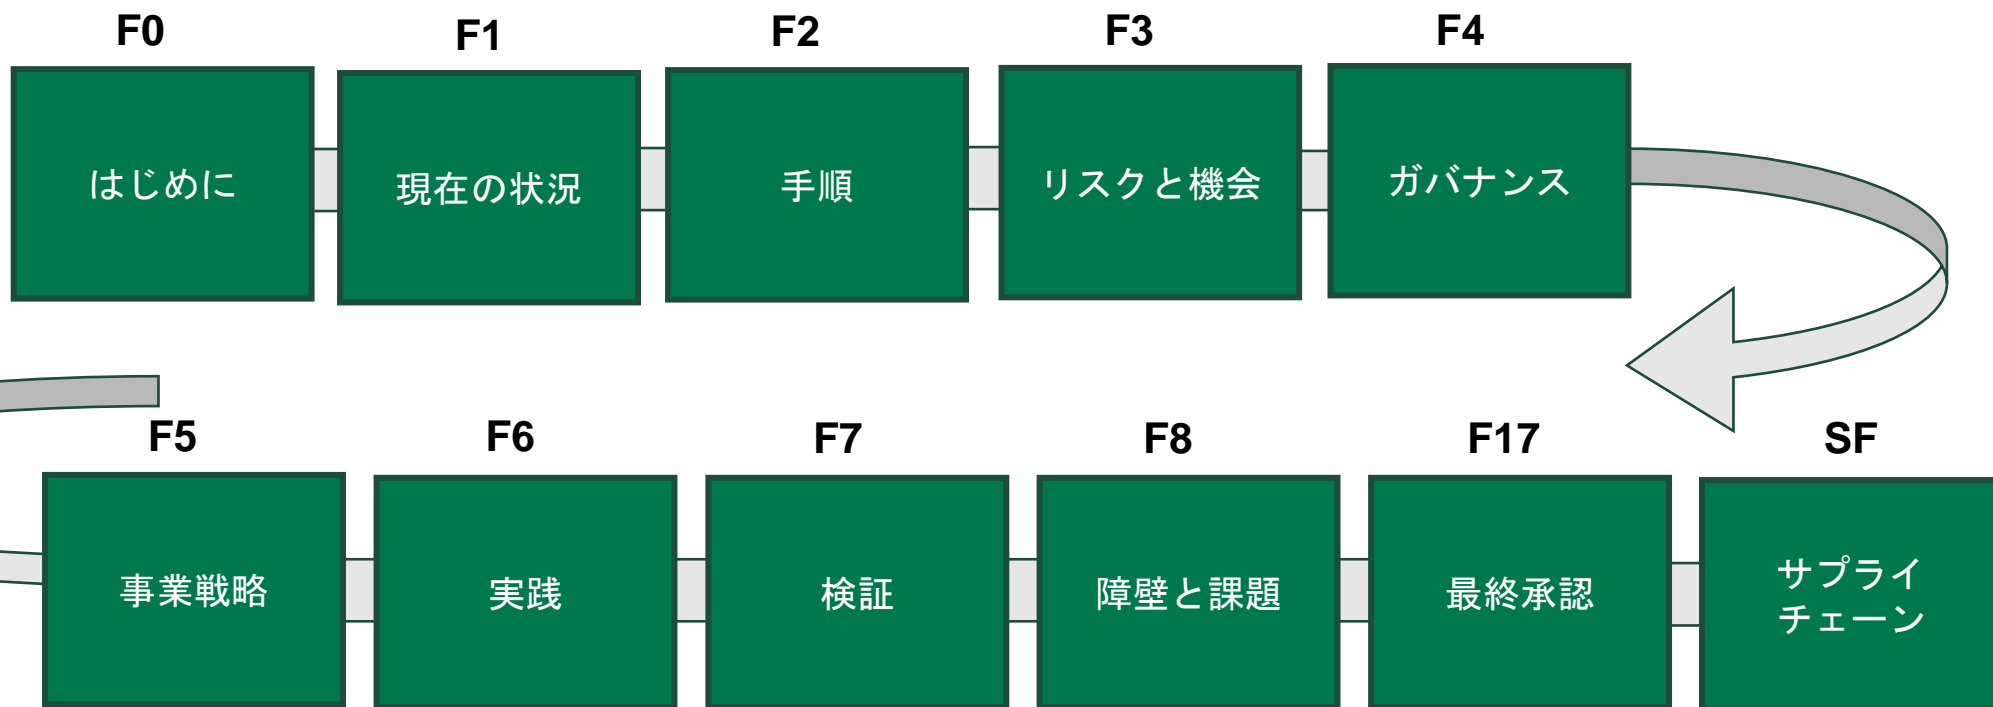 F0
はじめに
F1
現在の状況
F2
手順
F3
リスクと機会
F4
ガバナンス
F5
事業戦略
F6
実践
F7
検証
F8
障壁と課題
F17
最終承認
SF
サプライ
チェーン